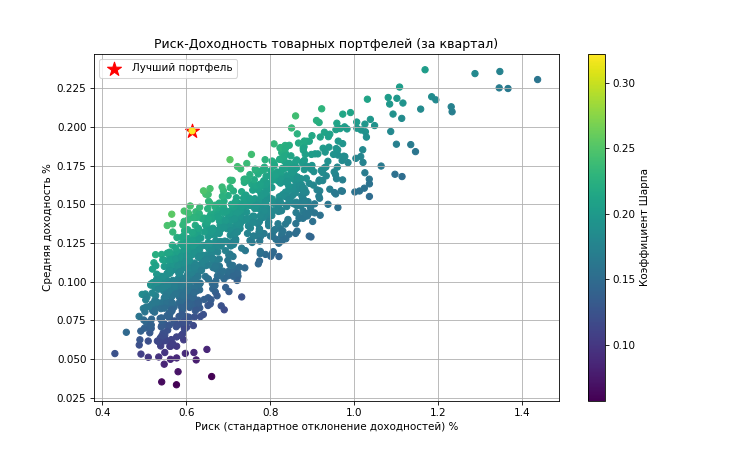 Риск-Доходность товарных портфелей (за квартал)
Лучший портфель
Средняя доходность %
0.225
0.200
0.175
0.150
0.125
0.100
0.075
0.050
0.025
0.4 0.6 0.8 1.0 1.2 1.4
Риск (стандартное отклонение доходностей) %
0.30
0.25
0.20
0.15
0.10
Коэффициент Шарпа